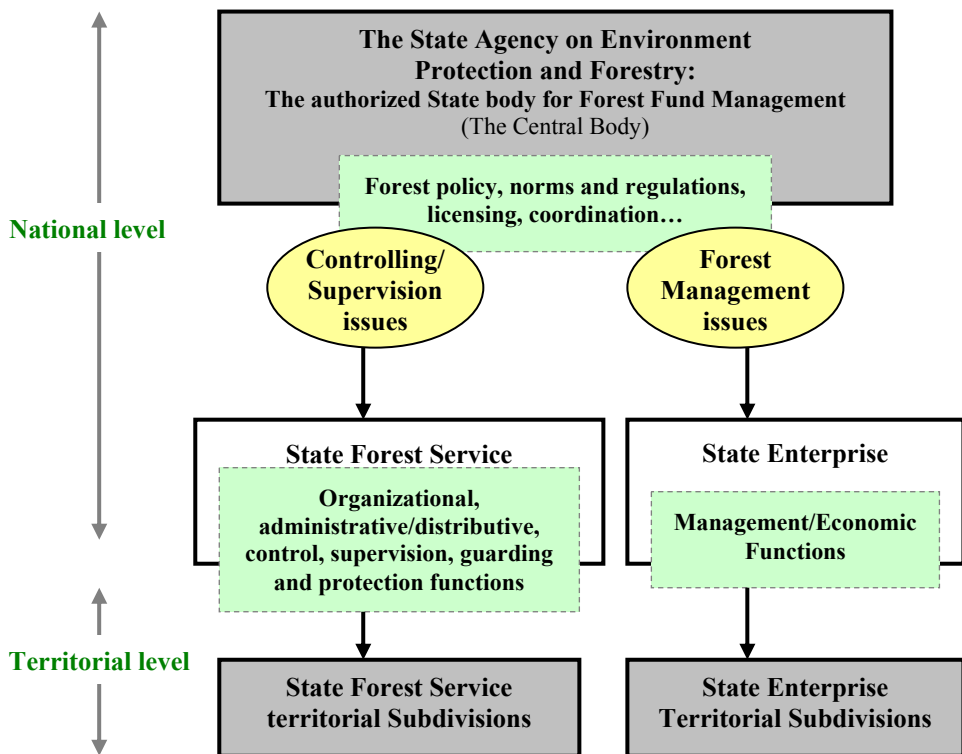 The State Agency on Environment
Protection and Forestry:
The authorized State body for Forest Fund Management
(The Central Body)
Forest policy, norms and regulations,
licensing, coordination…
National level
Controlling/
Supervision
issues
Forest
Management
issues
State Forest Service
Organizational,
administrative/distributive,
control, supervision, guarding
and protection functions
State Enterprise
Management/Economic
Functions
Territorial level
State Forest Service
territorial Subdivisions
State Enterprise
Territorial Subdivisions